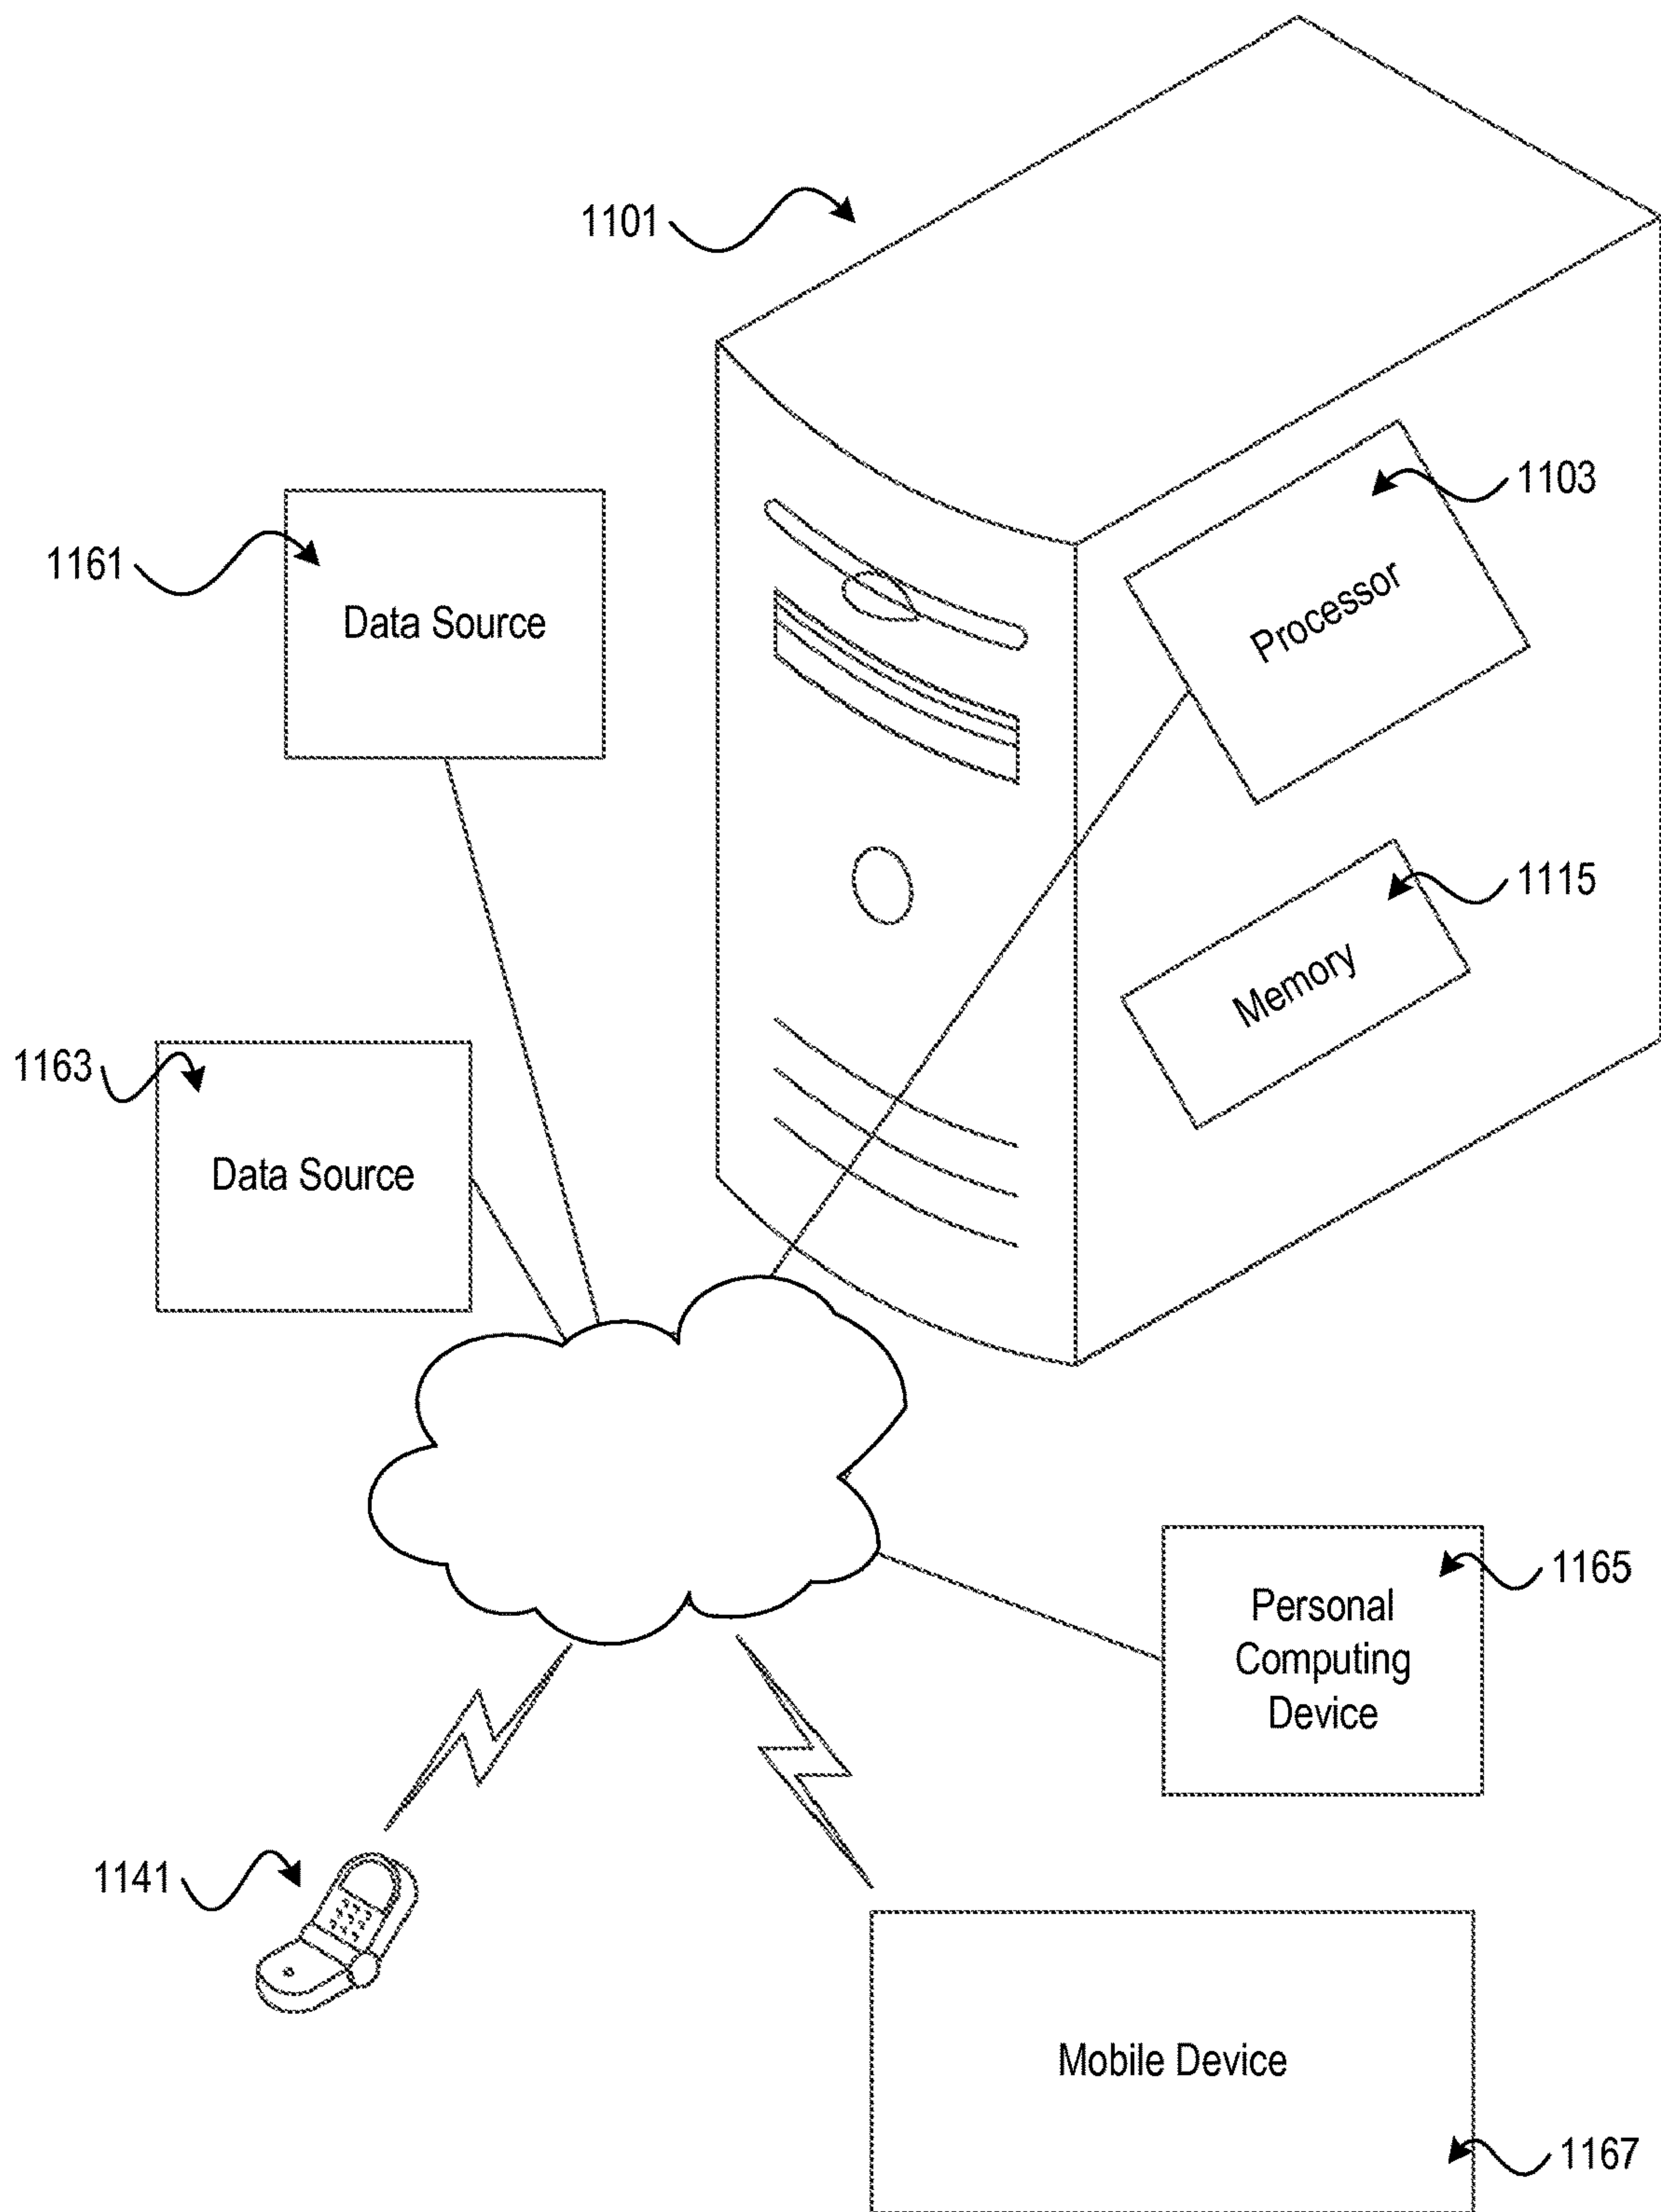 1101
1103
1161
Data Source
Processor
1115
Memory
1163
Data Source
1165
Personal
Computing
Device
1141
Mobile Device
1167